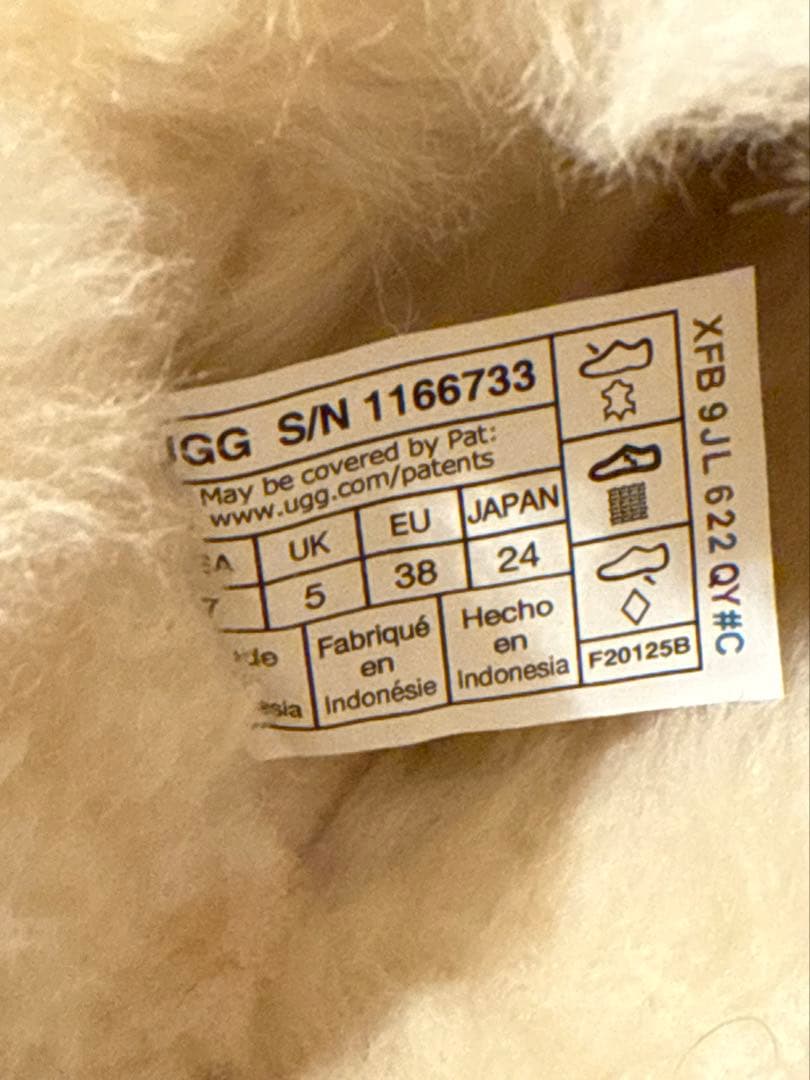 UGG S/N 1166733
May be covered by Pat:
www.ugg.com/patents
UK EU JAPAN
7 5 38 24
Fabriqué
en
Indonésie
Hecho
en
Indonesia
F20125B
XFB 9JL 622 QY#C